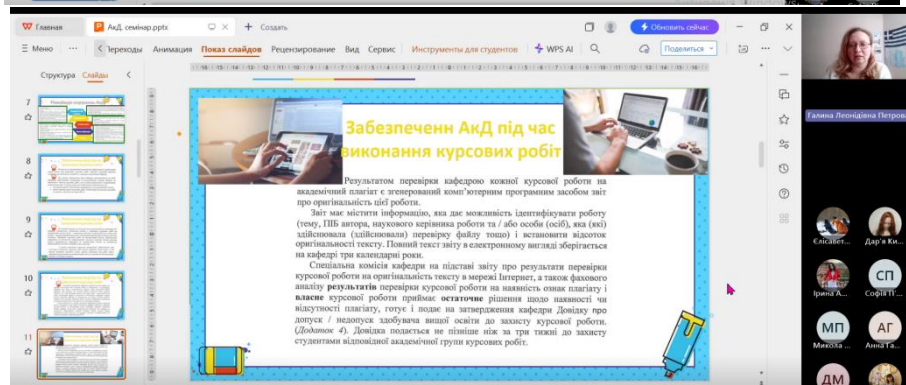 Главная
АкД. семінар.pptx
Создать
Обновить сейчас
Меню
Переходы Анимация Показ слайдов Рецензирование Вид Сервис Инструменты для студентов WPS AI
Поделиться
Структура Слайды
7
8
9
10
11
Забезпеченн АкД під час
виконання курсових робіт
Результатом перевірки кафедрою кожної курсової роботи на
академічний плагіат є згенерований комп'ютерним програмним засобом звіт
про оригінальність цієї роботи.
Звіт має містити інформацію, яка дає можливість ідентифікувати роботу
(тему, ПІБ автора, наукового керівника роботи та / або особи (осіб), яка (які)
здійснювала (здійснювали) перевірку файлу тощо) і встановити відсоток
оригінальності тексту. Повний текст звіту в електронному вигляді зберігається
на кафедрі три календарні роки.
Спеціальна комісія кафедри на підставі звіту про результати перевірки
курсової роботи на оригінальність тексту в мережі Інтернет, а також фахового
аналізу результатів перевірки курсової роботи на наявність ознак плагіату і
власне курсової роботи приймає остаточне рішення щодо наявності чи
відсутності плагіату, готує і подає на затвердження кафедри Довідку про
допуск / недопуск здобувача вищої освіти до захисту курсової роботи.
(Додаток 4). Довідка подається не пізніше ніж за три тижні до захисту
студентами відповідної академічної групи курсових робіт.
Галина Леонідівна Петрова
Єлісавет... Дар'я Ки...
СП
Ірина А... Софія П'...
МП АГ
Микола ... Анна Га...
ДМ